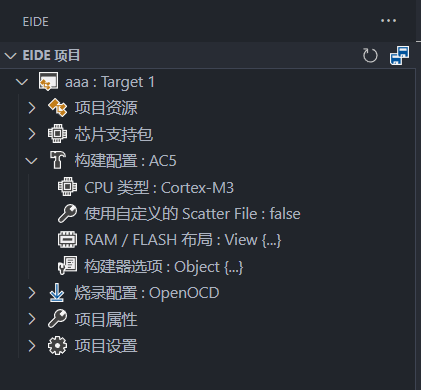 EIDE
EIDE 项目
aaa : Target 1
项目资源
芯片支持包
构建配置 : AC5
CPU 类型 : Cortex-M3
使用自定义的 Scatter File : false
RAM / FLASH 布局 : View {...}
构建器选项 : Object {...}
烧录配置 : OpenOCD
项目属性
项目设置